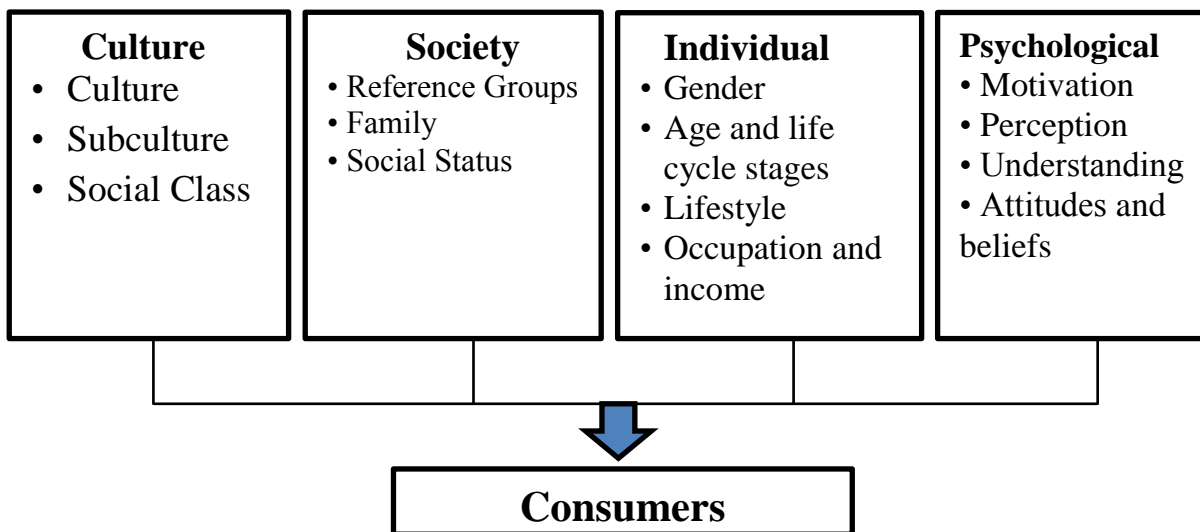 Culture
• Culture
• Subculture
• Social Class
Society
• Reference Groups
• Family
• Social Status
Individual
• Gender
• Age and life
cycle stages
• Lifestyle
• Occupation and
income
Psychological
• Motivation
• Perception
• Understanding
• Attitudes and
beliefs
Consumers